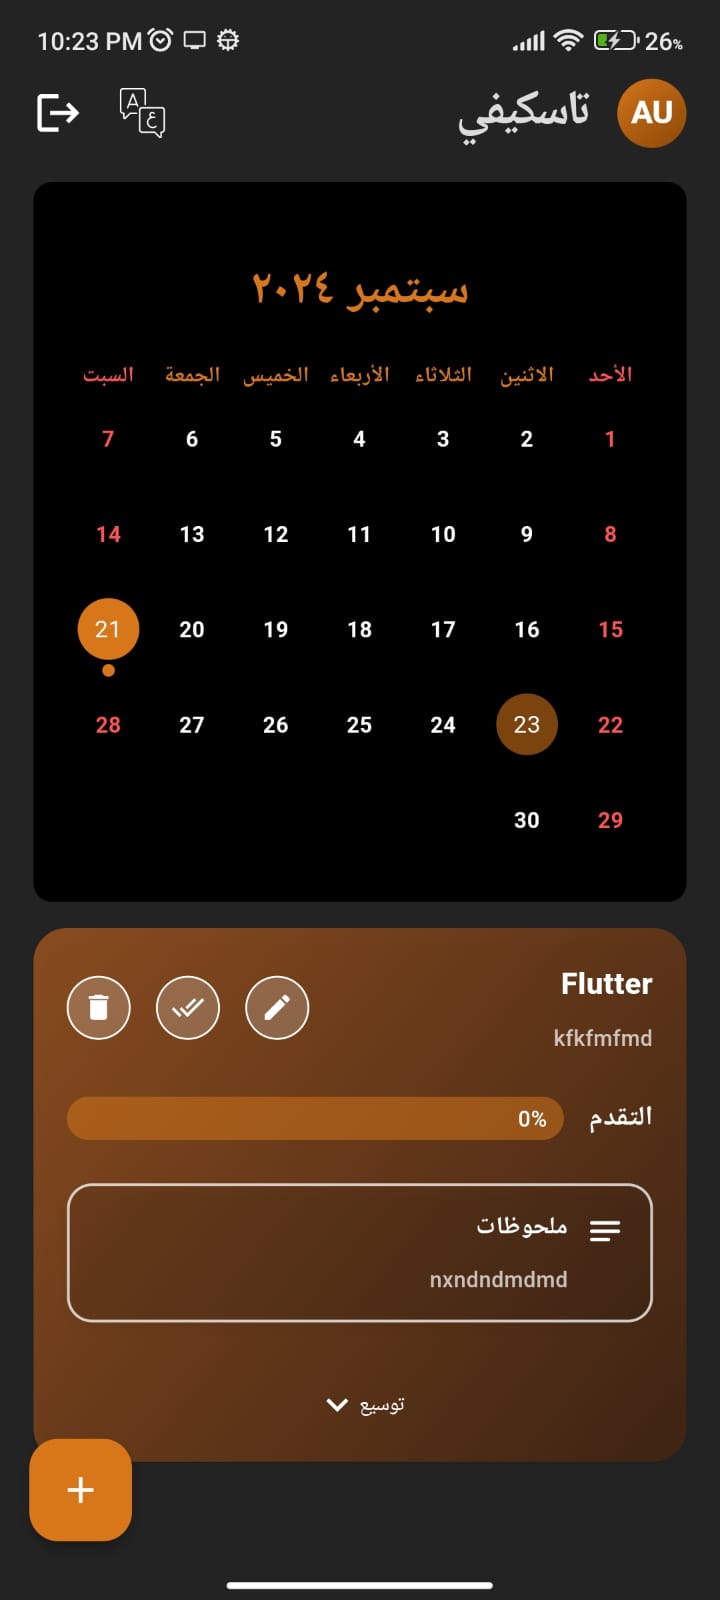 10:23 PM 26%
AU تاسكيفي
A ع
سبتمبر ٢٠٢٤
الأحد الاثنين الثلاثاء الأربعاء الخميس الجمعة السبت
1 2 3 4 5 6 7
8 9 10 11 12 13 14
15 16 17 18 19 20 21
22 23 24 25 26 27 28
29 30
Flutter
kfkfmfmd
التقدم 0%
ملحوظات
nxndndmdmd
توسيع
+